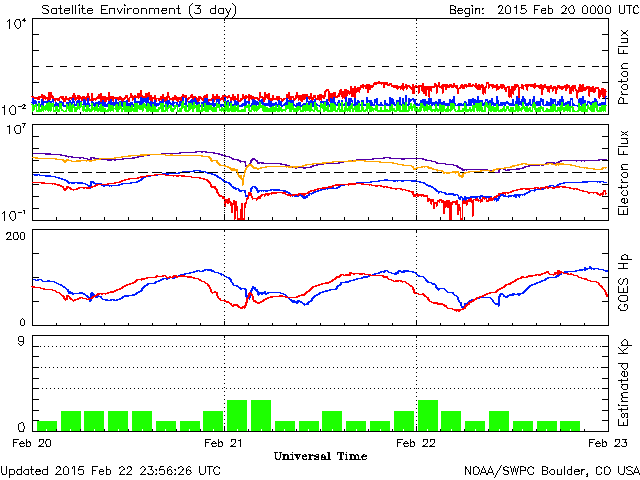 Satellite Environment (3 day) Begin: 2015 Feb 20 0000 UTC
10^4
10^-2
Proton Flux
10^7
10^-1
Electron Flux
200
0
GOES Hp
9
0
Estimated Kp
Feb 20 Feb 21 Feb 22 Feb 23
Universal Time
Updated 2015 Feb 22 23:56:26 UTC NOAA/SWPC Boulder, CO USA